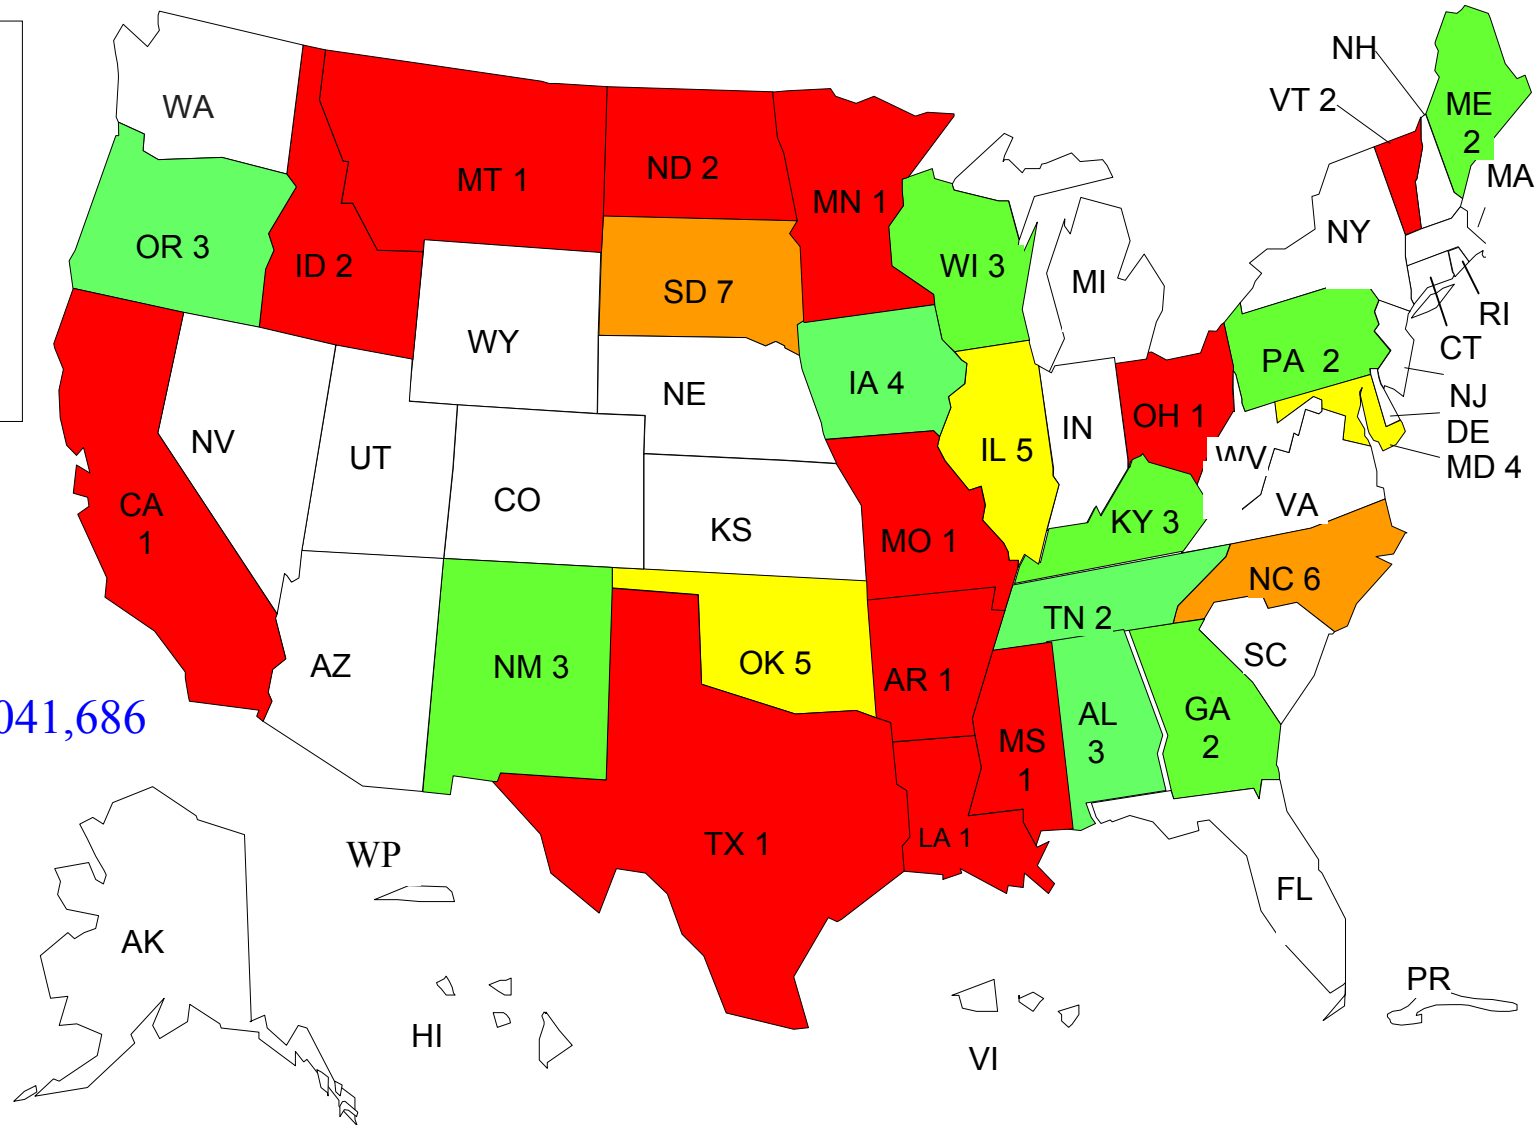 NH
VT 2
WA
ME
2
MA
MT 1
ND 2
MN 1
NY
OR 3
ID 2
WI 3
MI
SD 7
RI
WY
CT
PA 2
IA 4
NE
NJ
OH 1
IN
DE
NV
UT
IL 5
WV
MD 4
CO
CA
1
VA
KS
KY 3
MO 1
NC 6
TN 2
AZ
NM 3
OK 5
SC
AR 1
041,686
AL
3
GA
2
MS
1
TX 1
LA 1
WP
FL
AK
PR
HI
VI